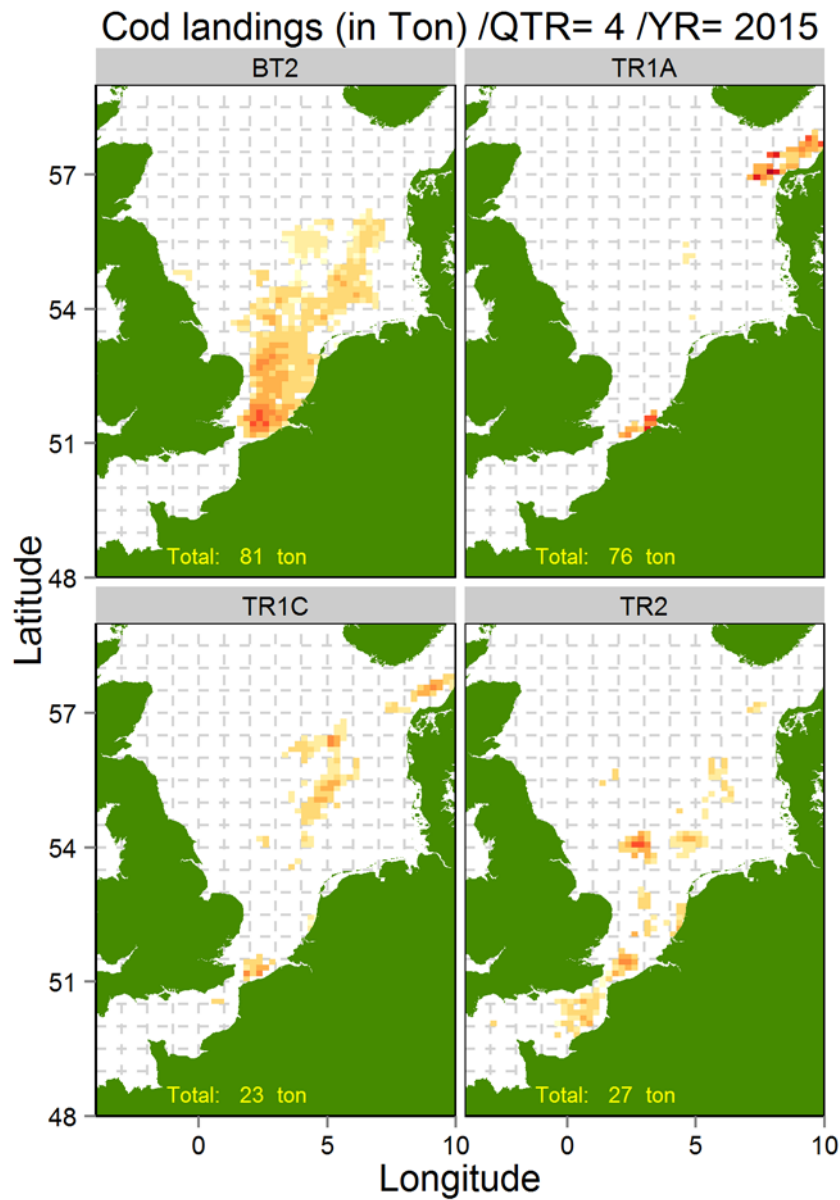 Cod landings (in Ton) /QTR= 4 /YR= 2015
BT2
TR1A
57
54
51
48
Total: 81 ton
Total: 76 ton
TR1C
TR2
57
54
51
48
Total: 23 ton
Total: 27 ton
0 5 10
0 5 10
Latitude
Longitude